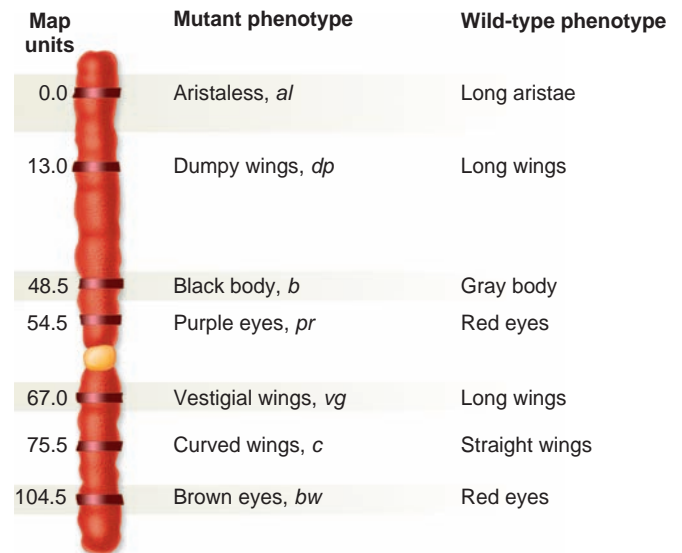 Map units Mutant phenotype Wild-type phenotype
0.0 Aristaless, al Long aristae
13.0 Dumpy wings, dp Long wings
48.5 Black body, b Gray body
54.5 Purple eyes, pr Red eyes
67.0 Vestigial wings, vg Long wings
75.5 Curved wings, c Straight wings
104.5 Brown eyes, bw Red eyes